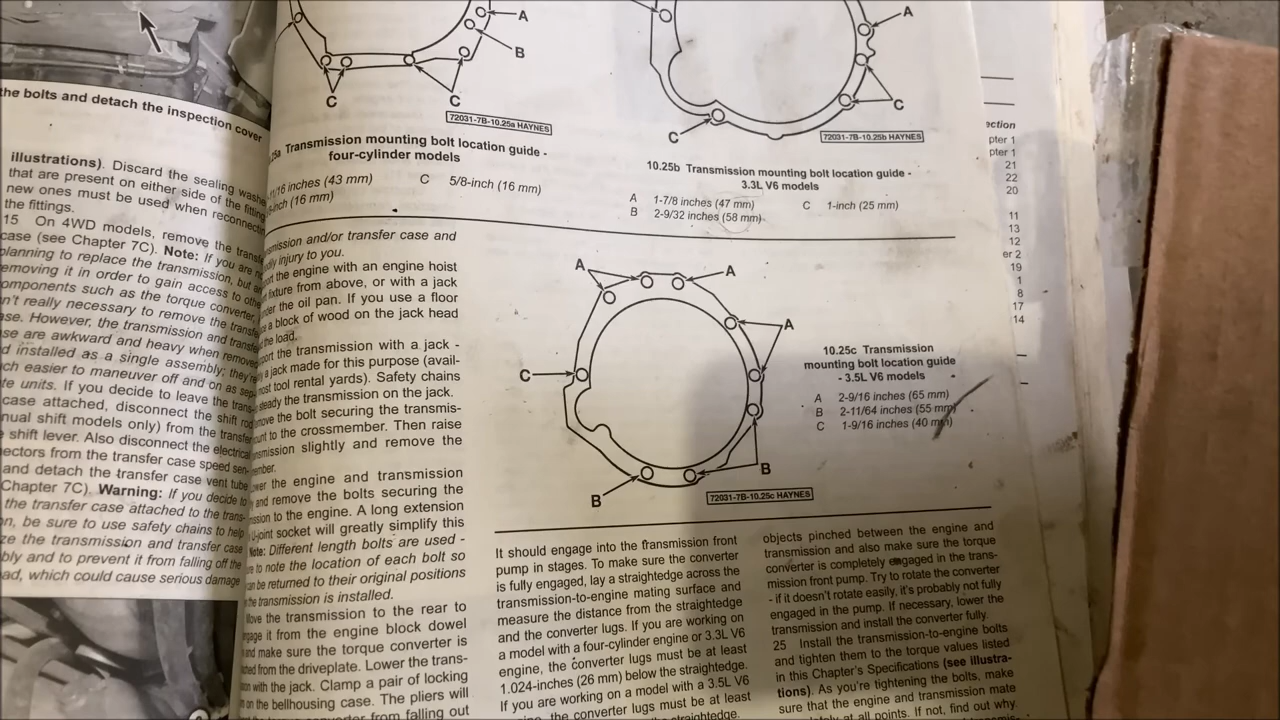 the bolts and detach the inspection cover
illustrations). Discard the sealing
that are present on either side of the fitting
new ones must be used when reconnecting
the fittings.
15 On 4WD models, remove the
case (see Chapter 7C). Note: If you are
planning to replace the transmission, but
removing it in order to gain access to
components such as the torque converter,
really necessary to remove the
However, the transmission and
are awkward and heavy when removed
installed as a single assembly;
easier to maneuver off and on as
units. If you decide to leave the
case attached, disconnect the shift rod
models only) from the transfer
shift lever. Also disconnect the electrical
from the transfer case speed
and detach the transfer case vent tube
Chapter 7C). Warning: If you decide to
the transfer case attached to the
be sure to use safety chains to help
the transmission and transfer case
and to prevent it from falling off the
which could cause serious damage
A
B
C
C
72031-7B-10.25a HAYNES
Transmission mounting bolt location guide -
four-cylinder models
inches (43 mm)
(16 mm)
C 5/8-inch (16 mm)
A
C
C
72031-7B-10.25b HAYNES
10.25b Transmission mounting bolt location guide -
3.3L V6 models
A 1-7/8 inches (47 mm)
B 2-9/32 inches (58 mm)
C 1-inch (25 mm)
and/or transfer case and
injury to you.
the engine with an engine hoist
fixture from above, or with a jack
the oil pan. If you use a floor
a block of wood on the jack head
the load.
the transmission with a jack -
a jack made for this purpose (avail-
tool rental yards). Safety chains
steady the transmission on the jack.
the bolt securing the transmis-
to the crossmember. Then raise
slightly and remove the
the engine and transmission
and remove the bolts securing the
to the engine. A long extension
socket will greatly simplify this
Note: Different length bolts are used -
to note the location of each bolt so
can be returned to their original positions
the transmission is installed.
the transmission to the rear to
it from the engine block dowel
and make sure the torque converter is
from the driveplate. Lower the trans-
with the jack. Clamp a pair of locking
on the bellhousing case. The pliers will
from falling out
A
A
A
C
B
B
72031-7B-10.25c HAYNES
10.25c Transmission
mounting bolt location guide
- 3.5L V6 models -
A 2-9/16 inches (65 mm)
B 2-11/64 inches (55 mm)
C 1-9/16 inches (40 mm)
It should engage into the transmission front
pump in stages. To make sure the converter
is fully engaged, lay a straightedge across the
transmission-to-engine mating surface and
measure the distance from the straightedge
and the converter lugs. If you are working on
a model with a four-cylinder engine or 3.3L V6
engine, the converter lugs must be at least
1.024-inches (26 mm) below the straightedge.
If you are working on a model with a 3.5L V6
the converter lugs must be at least
straightedge.
objects pinched between the engine and
transmission and also make sure the torque
converter is completely engaged in the trans-
mission front pump. Try to rotate the converter
- if it doesn't rotate easily, it's probably not fully
engaged in the pump. If necessary, lower the
transmission and install the converter fully.
25 Install the transmission-to-engine bolts
and tighten them to the torque values listed
in this Chapter's Specifications (see illustra-
tions). As you're tightening the bolts, make
sure that the engine and transmission mate
at all points. If not, find out why.
21
22
20
11
13
12
19
1
8
17
14